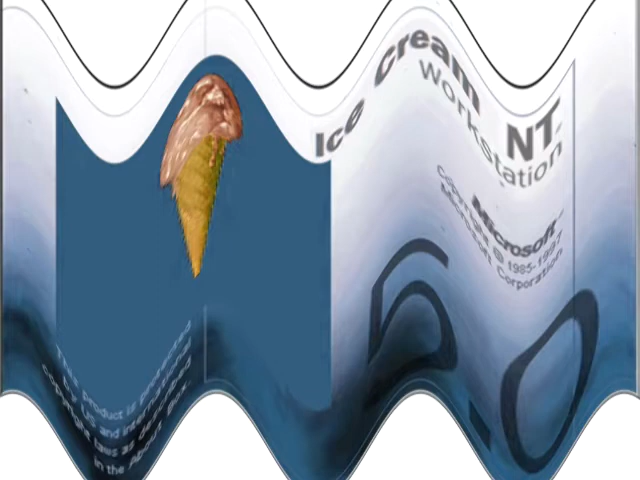 Ice Cream NT
Workstation
Microsoft
Copyright © 1985-1997
Microsoft Corporation
6.0
This product is protected
by US and international
copyright laws as described
in the About Box.